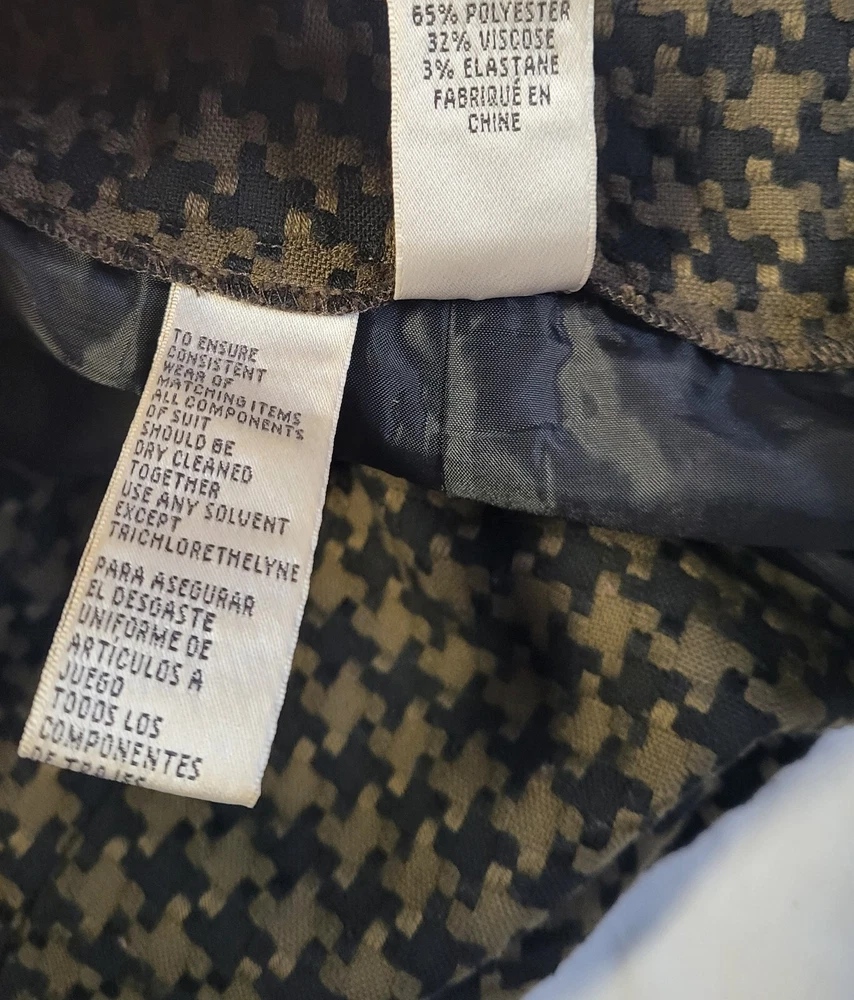 65% POLYESTER
32% VISCOSE
3% ELASTANE
FABRIQUÉ EN
CHINE
TO ENSURE
CONSISTENT
WEAR OF
MATCHING ITEMS
ALL COMPONENTS
OF SUIT
SHOULD BE
DRY CLEANED
TOGETHER
USE ANY SOLVENT
EXCEPT
TRICHLORETHELYNE
PARA ASEGURAR
EL DESGASTE
UNIFORME DE
ARTICULOS A
JUEGO
TODOS LOS
COMPONENTES
DE TRAJES